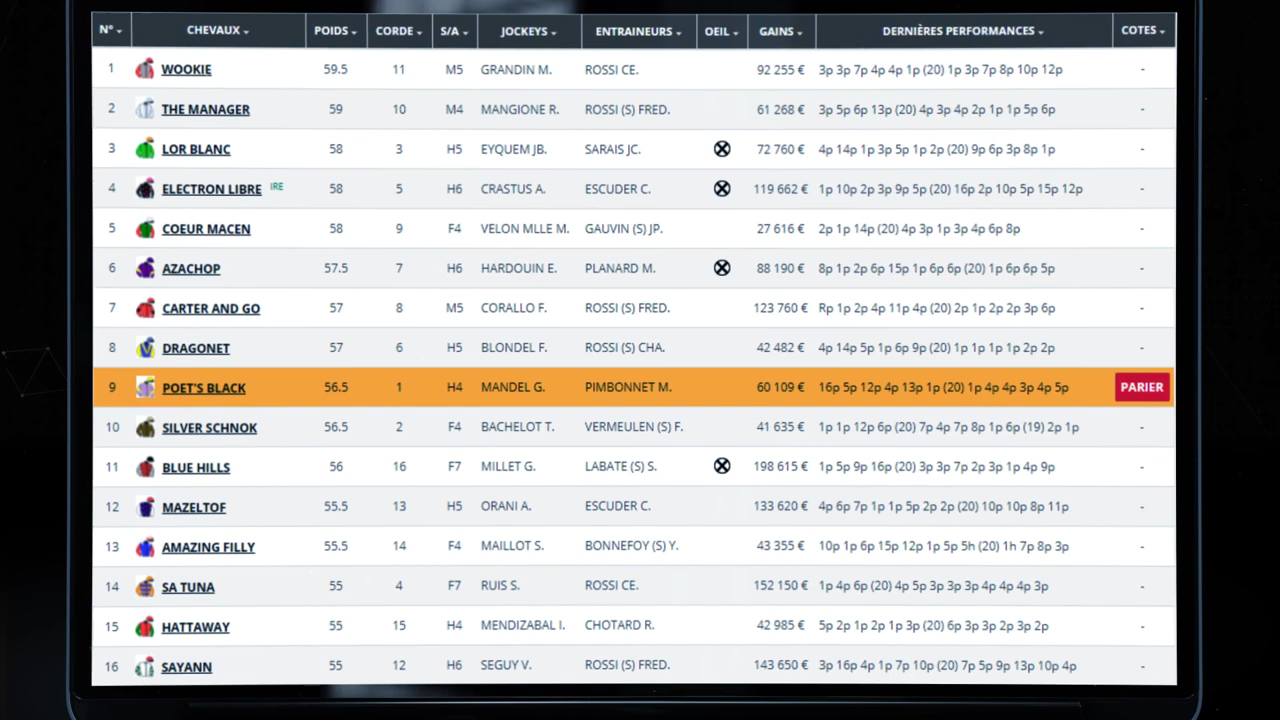 N° CHEVAUX POIDS CORDE S/A JOCKEYS ENTRAINEURS OEIL GAINS DERNIÈRES PERFORMANCES COTES
1 WOOKIE 59.5 11 M5 GRANDIN M. ROSSI CE. 92 255 € 3p 3p 7p 4p 4p 1p (20) 1p 3p 7p 8p 10p 12p -
2 THE MANAGER 59 10 M4 MANGIONE R. ROSSI (S) FRED. 61 268 € 3p 5p 6p 13p (20) 4p 3p 4p 2p 1p 1p 5p 6p -
3 LOR BLANC 58 3 H5 EYQUEM JB. SARAIS JC. 72 760 € 4p 14p 1p 3p 5p 1p 2p (20) 9p 6p 3p 8p 1p -
4 ELECTRON LIBRE IRE 58 5 H6 CRASTUS A. ESCUDER C. 119 662 € 1p 10p 2p 3p 9p 5p (20) 16p 2p 10p 5p 15p 12p -
5 COEUR MACEN 58 9 F4 VELON MLLE M. GAUVIN (S) JP. 27 616 € 2p 1p 14p (20) 4p 3p 1p 3p 4p 6p 8p -
6 AZACHOP 57.5 7 H6 HARDOUIN E. PLANARD M. 88 190 € 8p 1p 2p 6p 15p 1p 6p 6p (20) 1p 6p 6p 5p -
7 CARTER AND GO 57 8 M5 CORALLO F. ROSSI (S) FRED. 123 760 € Rp 1p 2p 4p 11p 4p (20) 2p 1p 2p 2p 3p 6p -
8 DRAGONET 57 6 H5 BLONDEL F. ROSSI (S) CHA. 42 482 € 4p 14p 5p 1p 6p 9p (20) 1p 1p 1p 1p 2p 2p -
9 POET'S BLACK 56.5 1 H4 MANDEL G. PIMBONNET M. 60 109 € 16p 5p 12p 4p 13p 1p (20) 1p 4p 4p 3p 4p 5p PARIER
10 SILVER SCHNOK 56.5 2 F4 BACHELOT T. VERMEULEN (S) F. 41 635 € 1p 1p 12p 6p (20) 7p 4p 7p 8p 1p 6p (19) 2p 1p -
11 BLUE HILLS 56 16 F7 MILLET G. LABATE (S) S. 198 615 € 1p 5p 9p 16p (20) 3p 3p 7p 2p 3p 1p 4p 9p -
12 MAZELTOF 55.5 13 H5 ORANI A. ESCUDER C. 133 620 € 4p 6p 7p 1p 1p 5p 2p 2p (20) 10p 10p 8p 11p -
13 AMAZING FILLY 55.5 14 F4 MAILLOT S. BONNEFOY (S) Y. 43 355 € 10p 1p 6p 15p 12p 1p 5p 5h (20) 1h 7p 8p 3p -
14 SA TUNA 55 4 F7 RUIS S. ROSSI CE. 152 150 € 1p 4p 6p (20) 4p 5p 3p 3p 3p 4p 4p 4p 3p -
15 HATTAWAY 55 15 H4 MENDIZABAL I. CHOTARD R. 42 985 € 5p 2p 1p 2p 1p 3p (20) 6p 3p 3p 2p 3p 2p -
16 SAYANN 55 12 H6 SEGUY V. ROSSI (S) FRED. 143 650 € 3p 16p 4p 1p 7p 10p (20) 7p 5p 9p 13p 10p 4p -